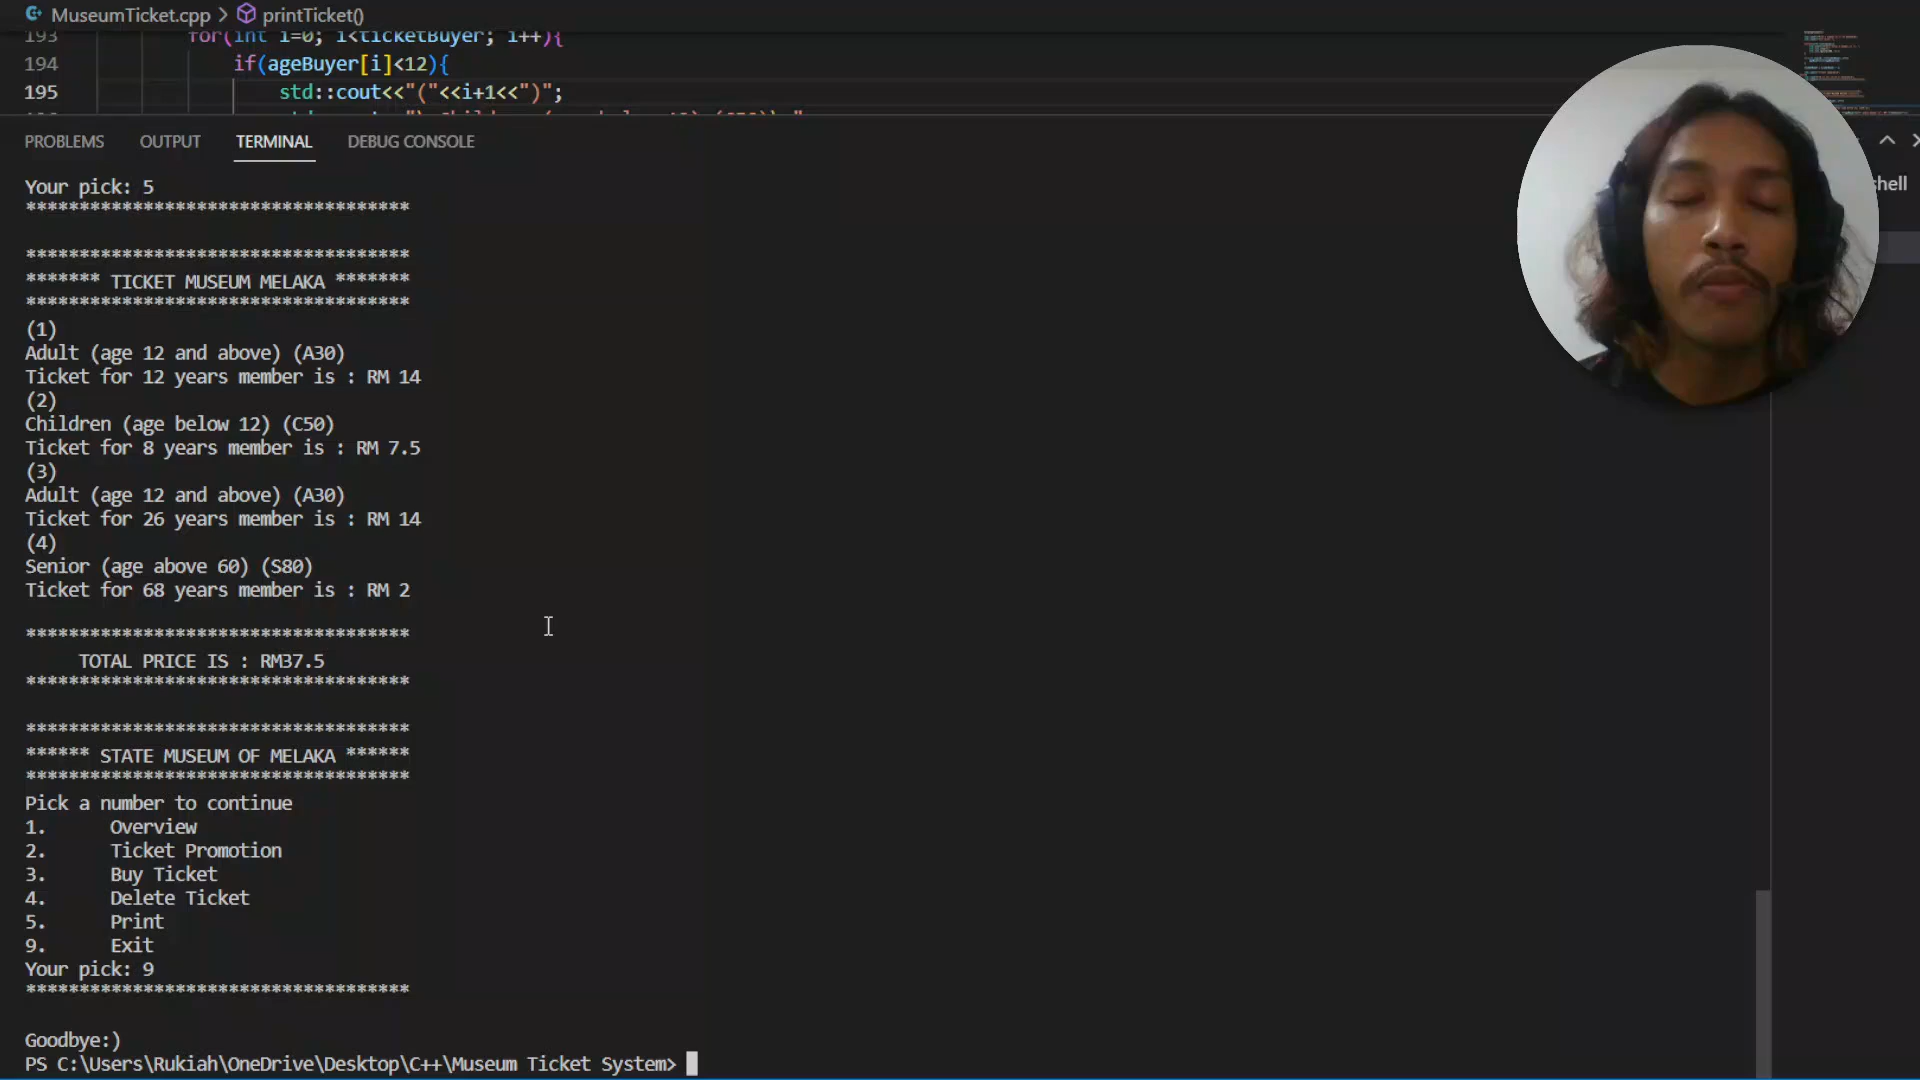 MuseumTicket.cpp > printTicket()
193 for(int i=0; i<ticketBuyer; i++){
194 if(ageBuyer[i]<12){
195 std::cout<<"("<<i+1<<")";
PROBLEMS OUTPUT TERMINAL DEBUG CONSOLE
shell
Your pick: 5
************************************
************************************
******* TICKET MUSEUM MELAKA *******
************************************
(1)
Adult (age 12 and above) (A30)
Ticket for 12 years member is : RM 14
(2)
Children (age below 12) (C50)
Ticket for 8 years member is : RM 7.5
(3)
Adult (age 12 and above) (A30)
Ticket for 26 years member is : RM 14
(4)
Senior (age above 60) (S80)
Ticket for 68 years member is : RM 2
************************************
TOTAL PRICE IS : RM37.5
************************************
************************************
****** STATE MUSEUM OF MELAKA ******
************************************
Pick a number to continue
1. Overview
2. Ticket Promotion
3. Buy Ticket
4. Delete Ticket
5. Print
9. Exit
Your pick: 9
************************************
Goodbye:)
PS C:\Users\Rukiah\OneDrive\Desktop\C++\Museum Ticket System>